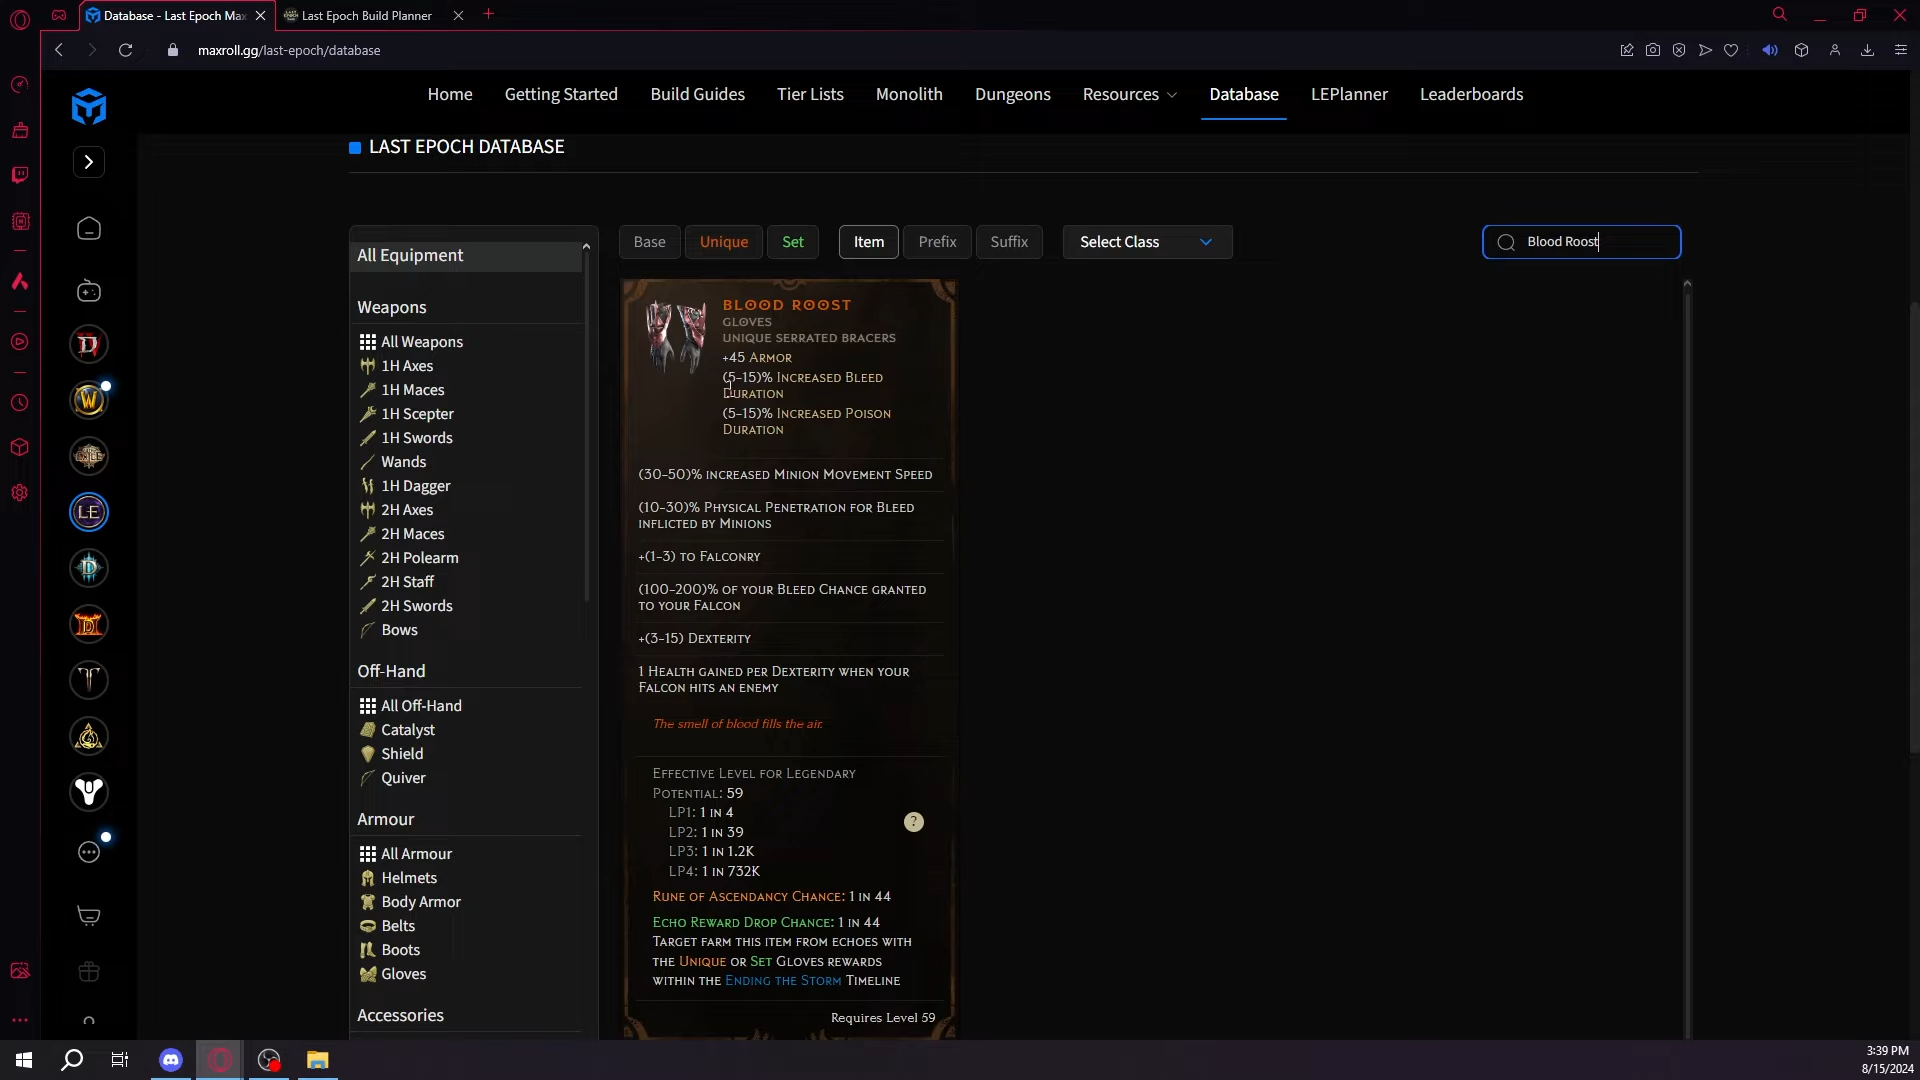 Database - Last Epoch Max
Last Epoch Build Planner
maxroll.gg/last-epoch/database
Home
Getting Started
Build Guides
Tier Lists
Monolith
Dungeons
Resources
Database
LEPlanner
Leaderboards
LAST EPOCH DATABASE
Base
Unique
Set
Item
Prefix
Suffix
Select Class
Blood Roost
All Equipment
Weapons
All Weapons
1H Axes
1H Maces
1H Scepter
1H Swords
Wands
1H Dagger
2H Axes
2H Maces
2H Polearm
2H Staff
2H Swords
Bows
Off-Hand
All Off-Hand
Catalyst
Shield
Quiver
Armour
All Armour
Helmets
Body Armor
Belts
Boots
Gloves
Accessories
BLOOD ROOST
GLOVES
UNIQUE SERRATED BRACERS
+45 ARMOR
(5-15)% INCREASED BLEED
DURATION
(5-15)% INCREASED POISON
DURATION
(30-50)% INCREASED MINION MOVEMENT SPEED
(10-30)% PHYSICAL PENETRATION FOR BLEED
INFLICTED BY MINIONS
+(1-3) TO FALCONRY
(100-200)% OF YOUR BLEED CHANCE GRANTED
TO YOUR FALCON
+(3-15) DEXTERITY
1 HEALTH GAINED PER DEXTERITY WHEN YOUR
FALCON HITS AN ENEMY
The smell of blood fills the air.
EFFECTIVE LEVEL FOR LEGENDARY
POTENTIAL: 59
LP1: 1 IN 4
LP2: 1 IN 39
LP3: 1 IN 1.2K
LP4: 1 IN 732K
?
RUNE OF ASCENDANCY CHANCE: 1 IN 44
ECHO REWARD DROP CHANCE: 1 IN 44
TARGET FARM THIS ITEM FROM ECHOES WITH
THE UNIQUE OR SET GLOVES REWARDS
WITHIN THE ENDING THE STORM TIMELINE
Requires Level 59
LE
3:39 PM
8/15/2024